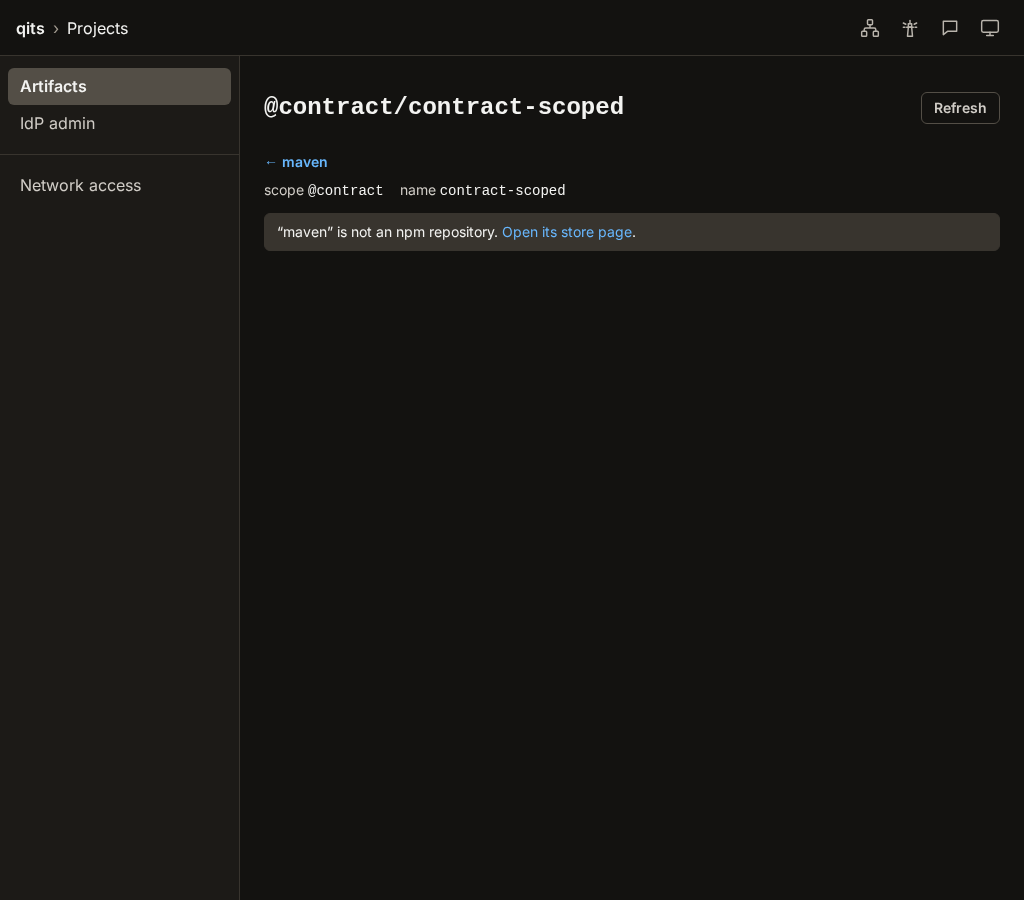 qits › Projects
Artifacts
IdP admin
Network access
@contract/contract-scoped
Refresh
← maven
scope @contract name contract-scoped
“maven” is not an npm repository. Open its store page.